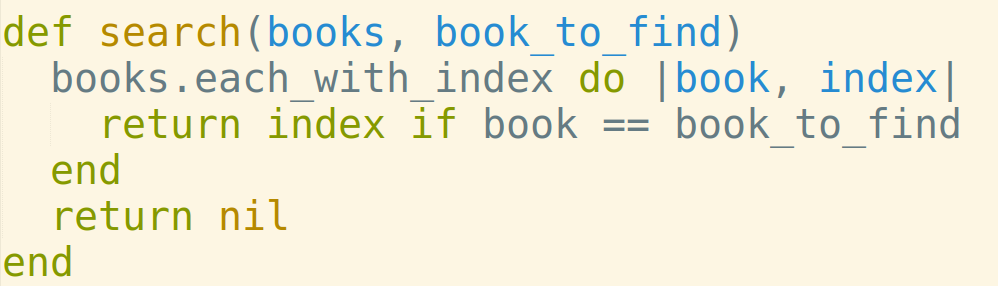 def search(books, book_to_find)
  books.each_with_index do |book, index|
    return index if book == book_to_find
  end
  return nil
end